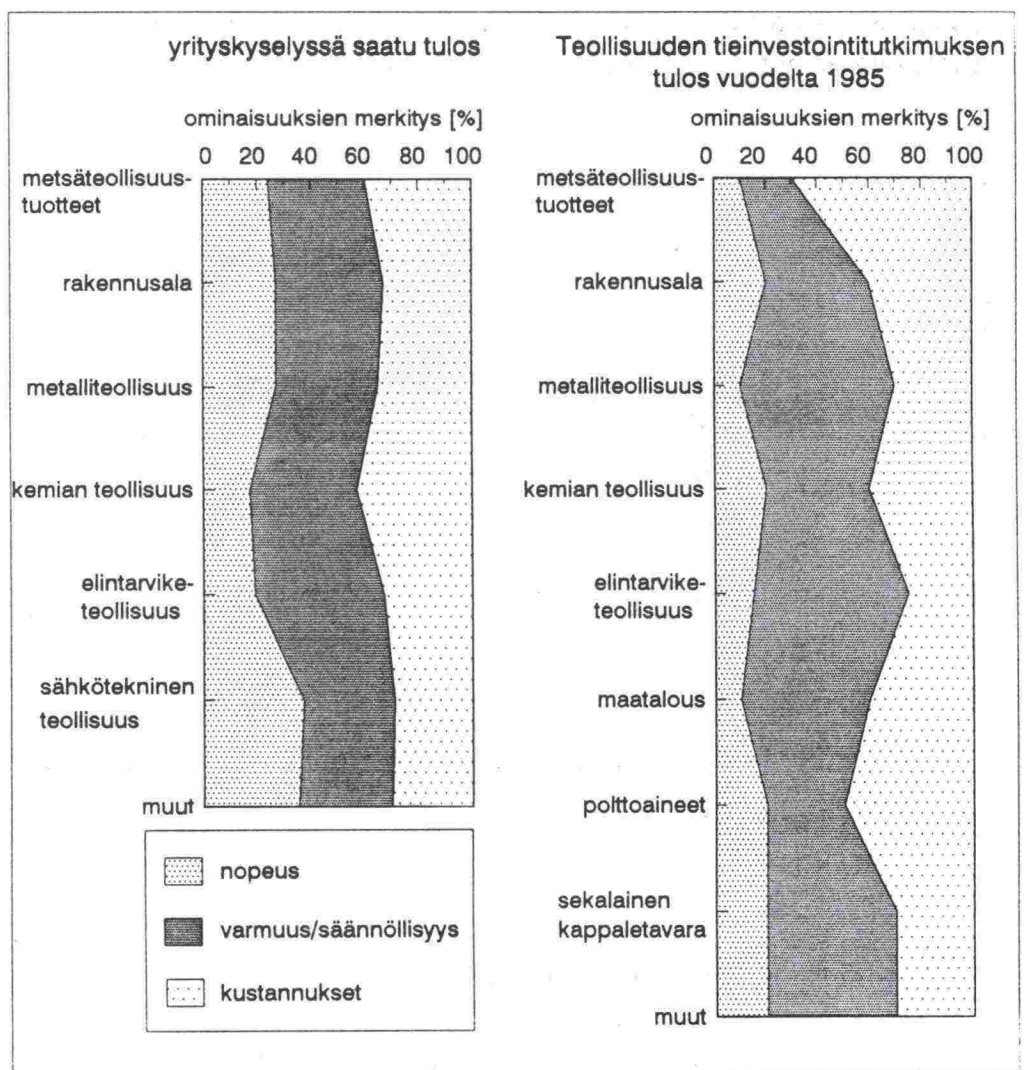 yrityskyselyssä saatu tulos
ominaisuuksien merkitys [%]
0 20 40 60 80 100
metsäteollisuus-
tuotteet
rakennusala
metalliteollisuus
kemian teollisuus
elintarvike-
teollisuus
sähkötekninen
teollisuus
muut
nopeus
varmuus/säännöllisyys
kustannukset
Teollisuuden tieinvestointitutkimuksen
tulos vuodelta 1985
ominaisuuksien merkitys [%]
0 20 40 60 80 100
metsäteollisuus-
tuotteet
rakennusala
metalliteollisuus
kemian teollisuus
elintarvike-
teollisuus
maatalous
polttoaineet
sekalainen
kappaletavara
muut